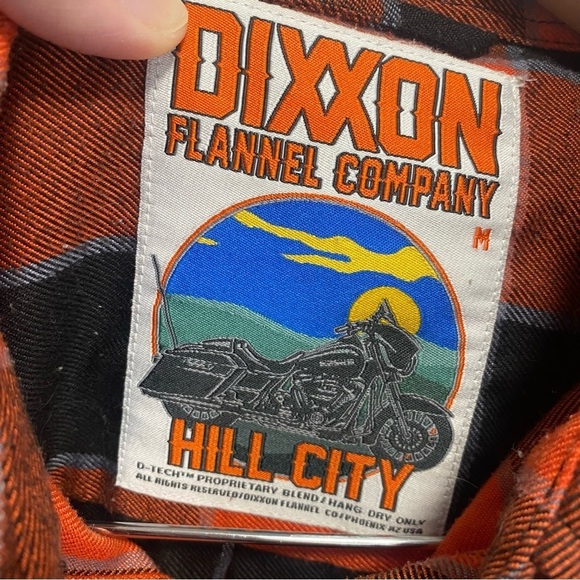 DIXXON
FLANNEL COMPANY
M
HILL CITY
D-TECH™ PROPRIETARY BLEND/HANG DRY ONLY
ALL RIGHTS RESERVED/DIXXON FLANNEL CO/PHOENIX AZ USA